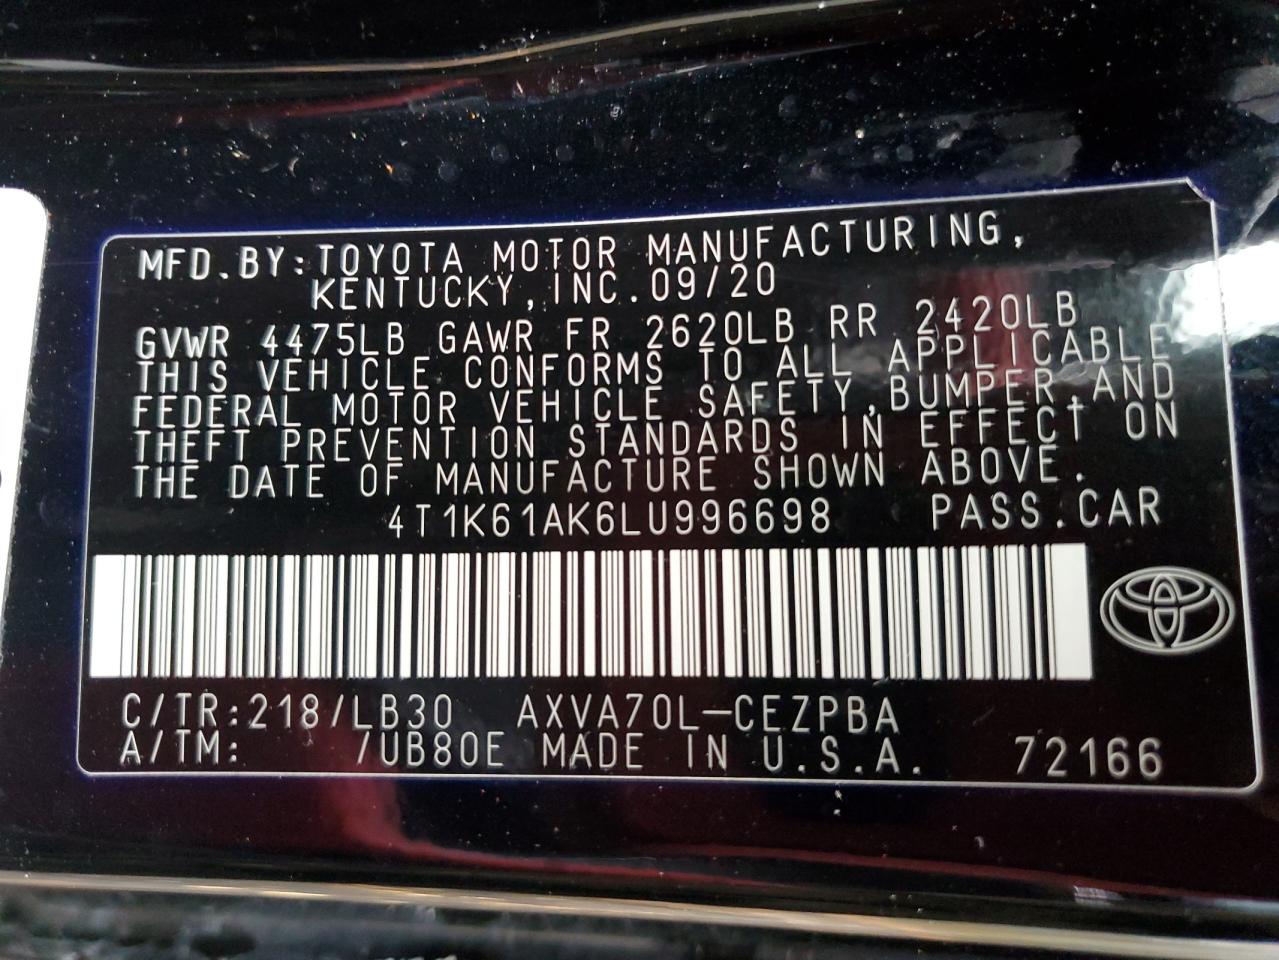 MFD.BY:TOYOTA MOTOR MANUFACTURING,
KENTUCKY,INC.09/20
GVWR 4475LB GAWR FR 2620LB RR 2420LB
THIS VEHICLE CONFORMS TO ALL APPLICABLE
FEDERAL MOTOR VEHICLE SAFETY,BUMPER,AND
THEFT PREVENTION STANDARDS IN EFFECT ON
THE DATE OF MANUFACTURE SHOWN ABOVE.
4T1K61AK6LU996698 PASS.CAR
C/TR:218/LB30 AXVA70L-CEZPBA
A/TM: /UB80E MADE IN U.S.A. 72166